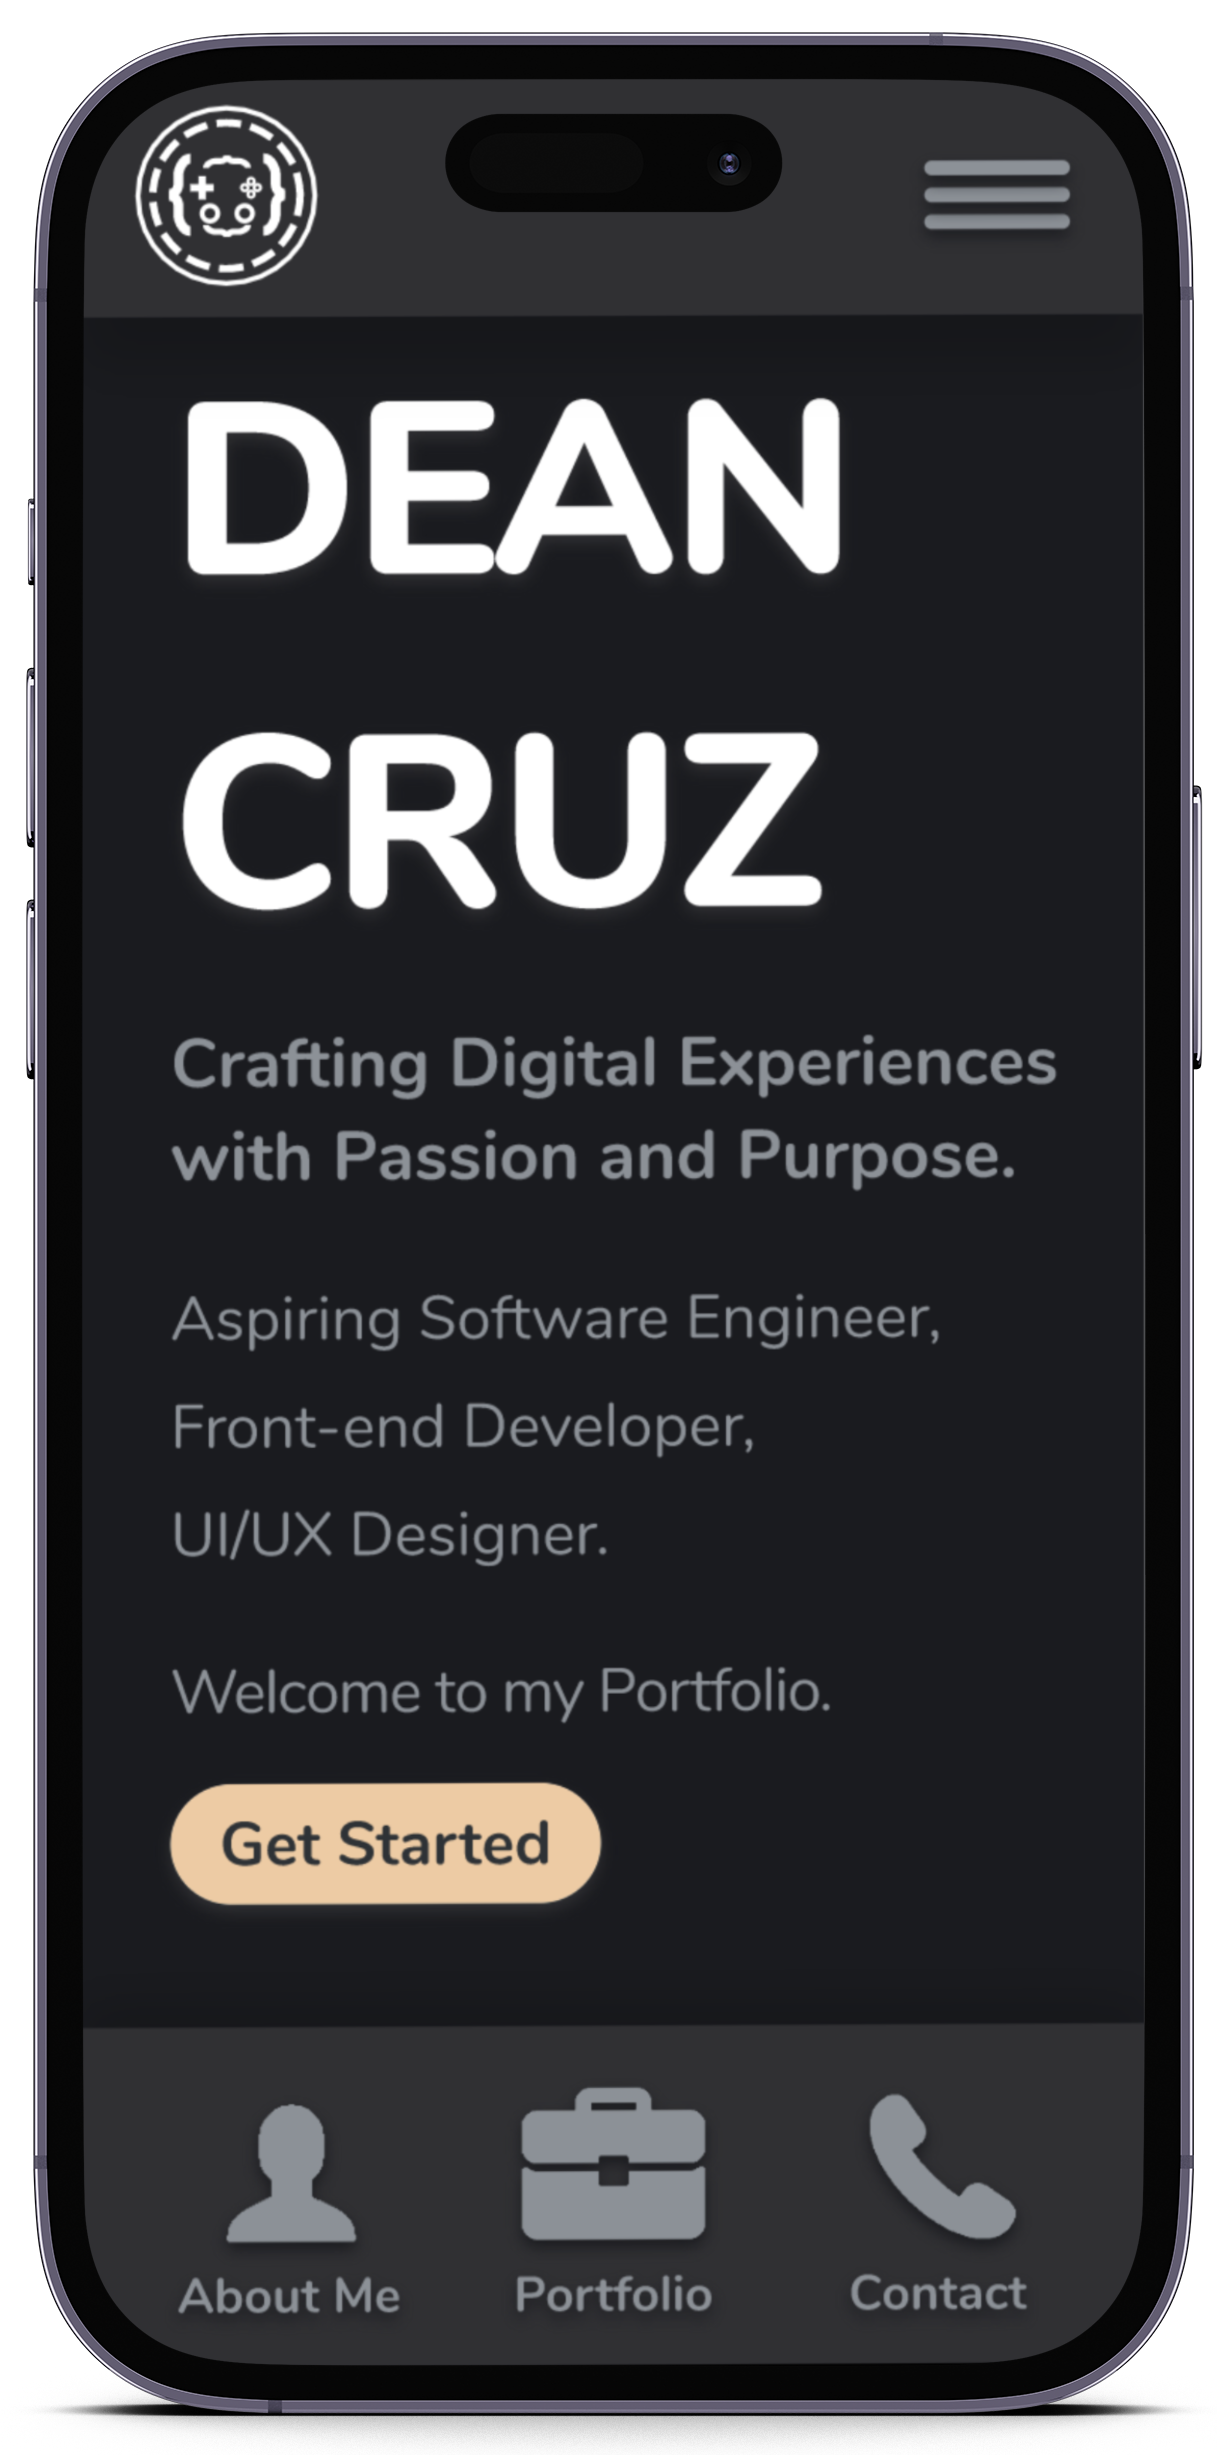 DEAN
CRUZ
Crafting Digital Experiences
with Passion and Purpose.
Aspiring Software Engineer,
Front-end Developer,
UI/UX Designer.
Welcome to my Portfolio.
Get Started
About Me
Portfolio
Contact